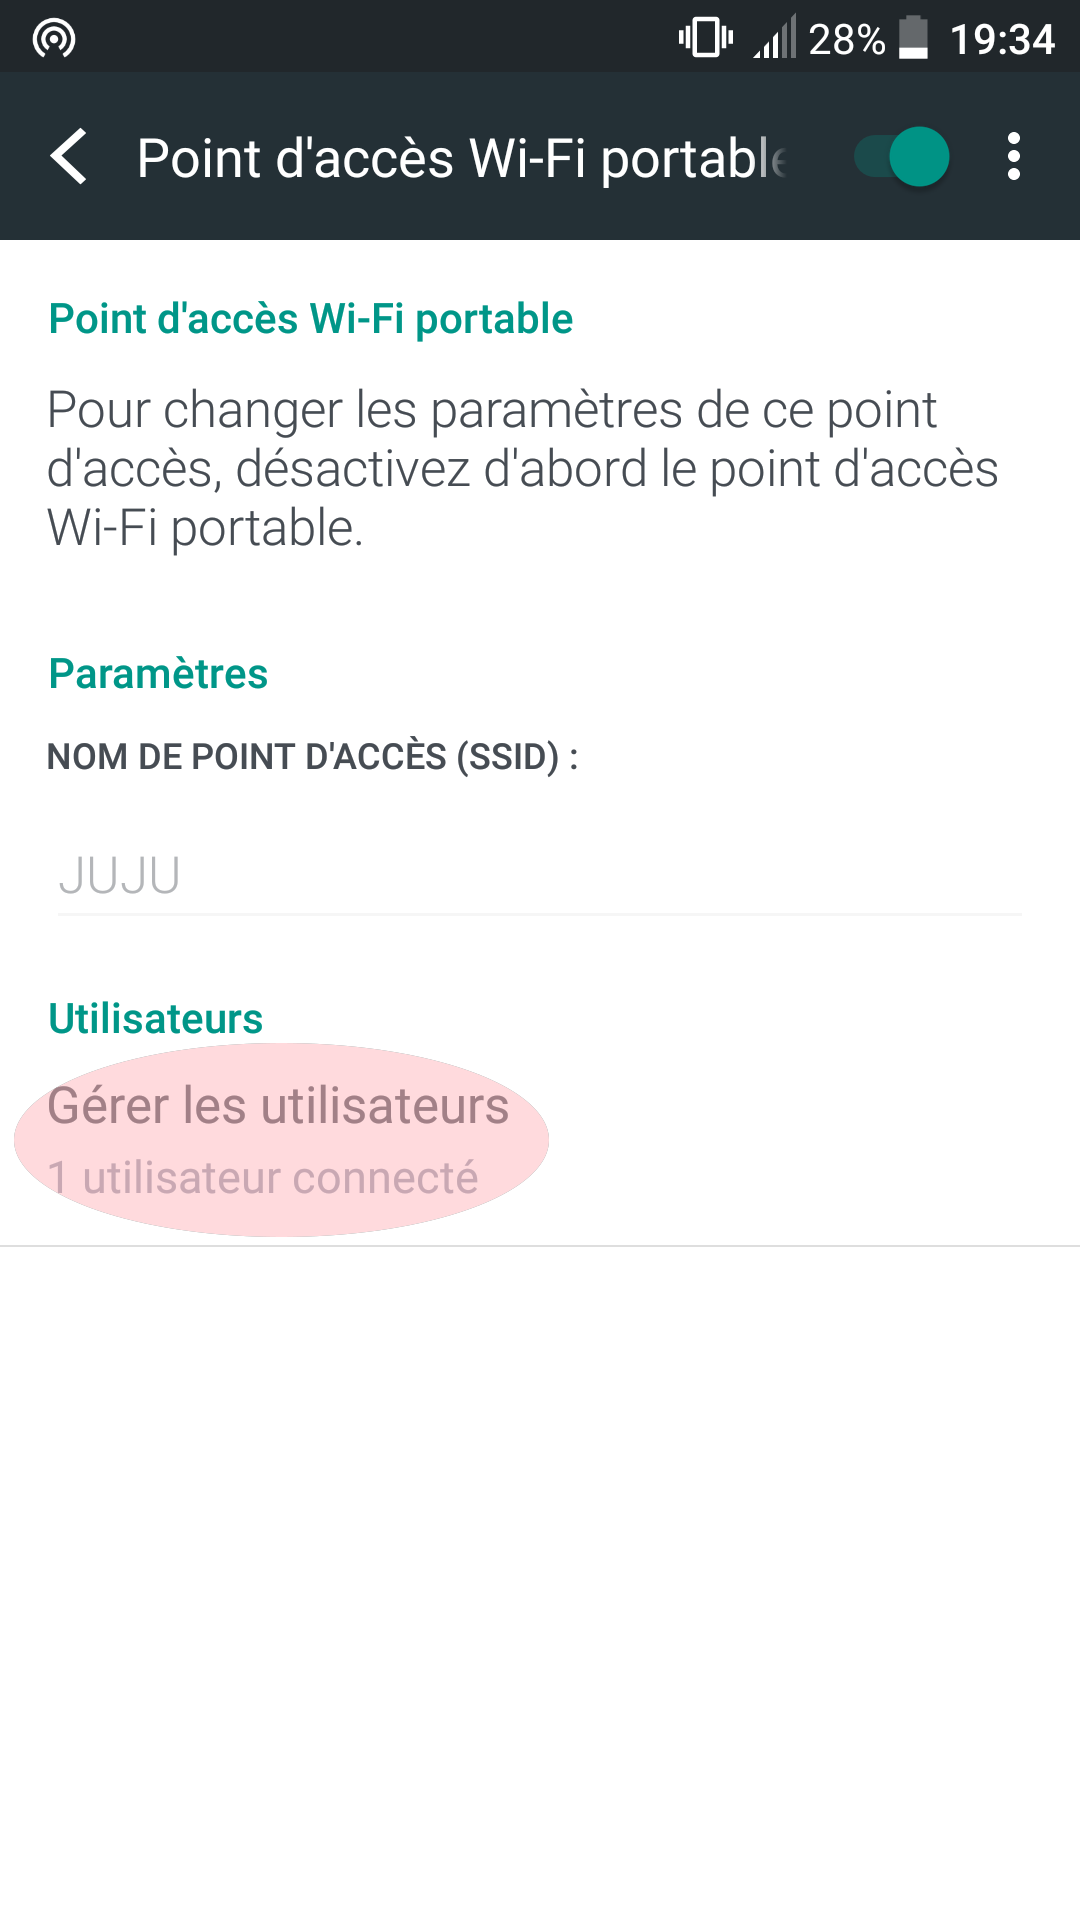 28% 19:34
Point d'accès Wi-Fi portable
Point d'accès Wi-Fi portable
Pour changer les paramètres de ce point
d'accès, désactivez d'abord le point d'accès
Wi-Fi portable.
Paramètres
NOM DE POINT D'ACCÈS (SSID) :
JUJU
Utilisateurs
Gérer les utilisateurs
1 utilisateur connecté